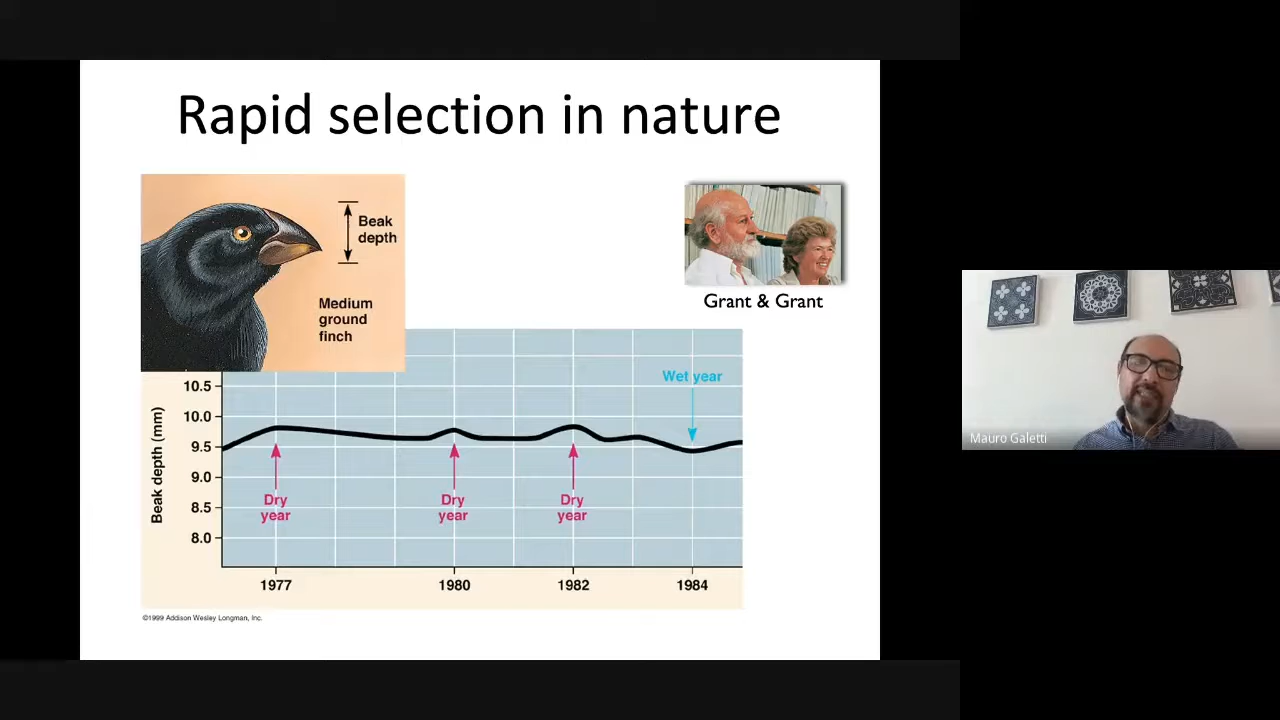 Rapid selection in nature
Beak
depth
Medium
ground
finch
Grant & Grant
Wet year
10.5
10.0
9.5
9.0
8.5
8.0
Beak depth (mm)
Dry
year
Dry
year
Dry
year
1977
1980
1982
1984
©1999 Addison Wesley Longman, Inc.
Mauro Galetti